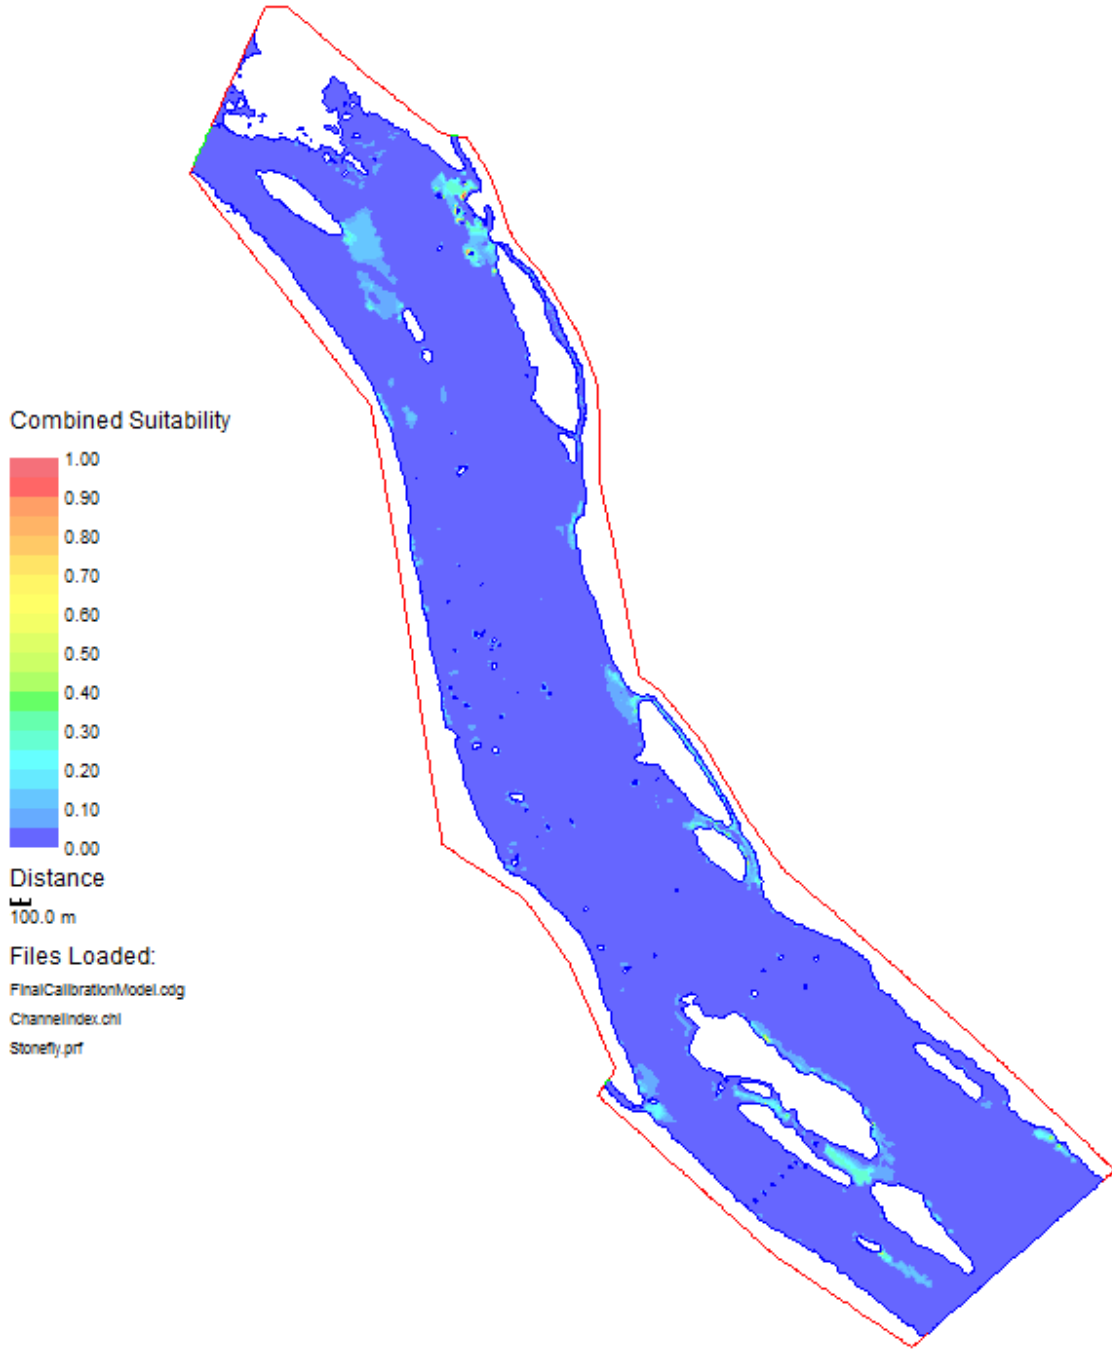 Combined Suitability
1.00
0.90
0.80
0.70
0.60
0.50
0.40
0.30
0.20
0.10
0.00
Distance
100.0 m
Files Loaded:
FinalCalibrationModel.cdg
ChannelIndex.chi
Stonefly.prf